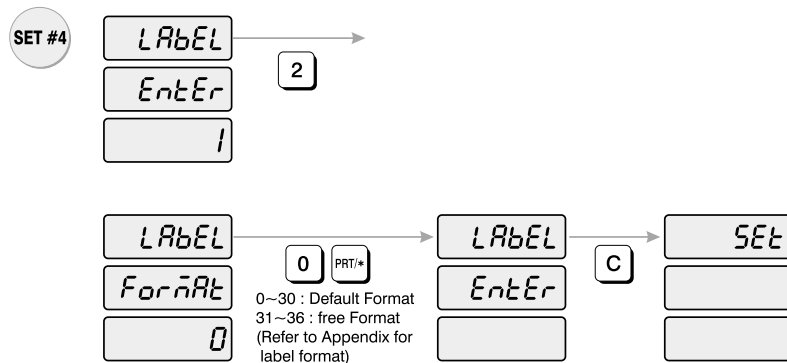 SET #4
LAbEL
EntEr
1
2
LAbEL
FormAt
0
0 PRT/*
0~30 : Default Format
31~36 : free Format
(Refer to Appendix for
label format)
LAbEL
EntEr
C
SEt